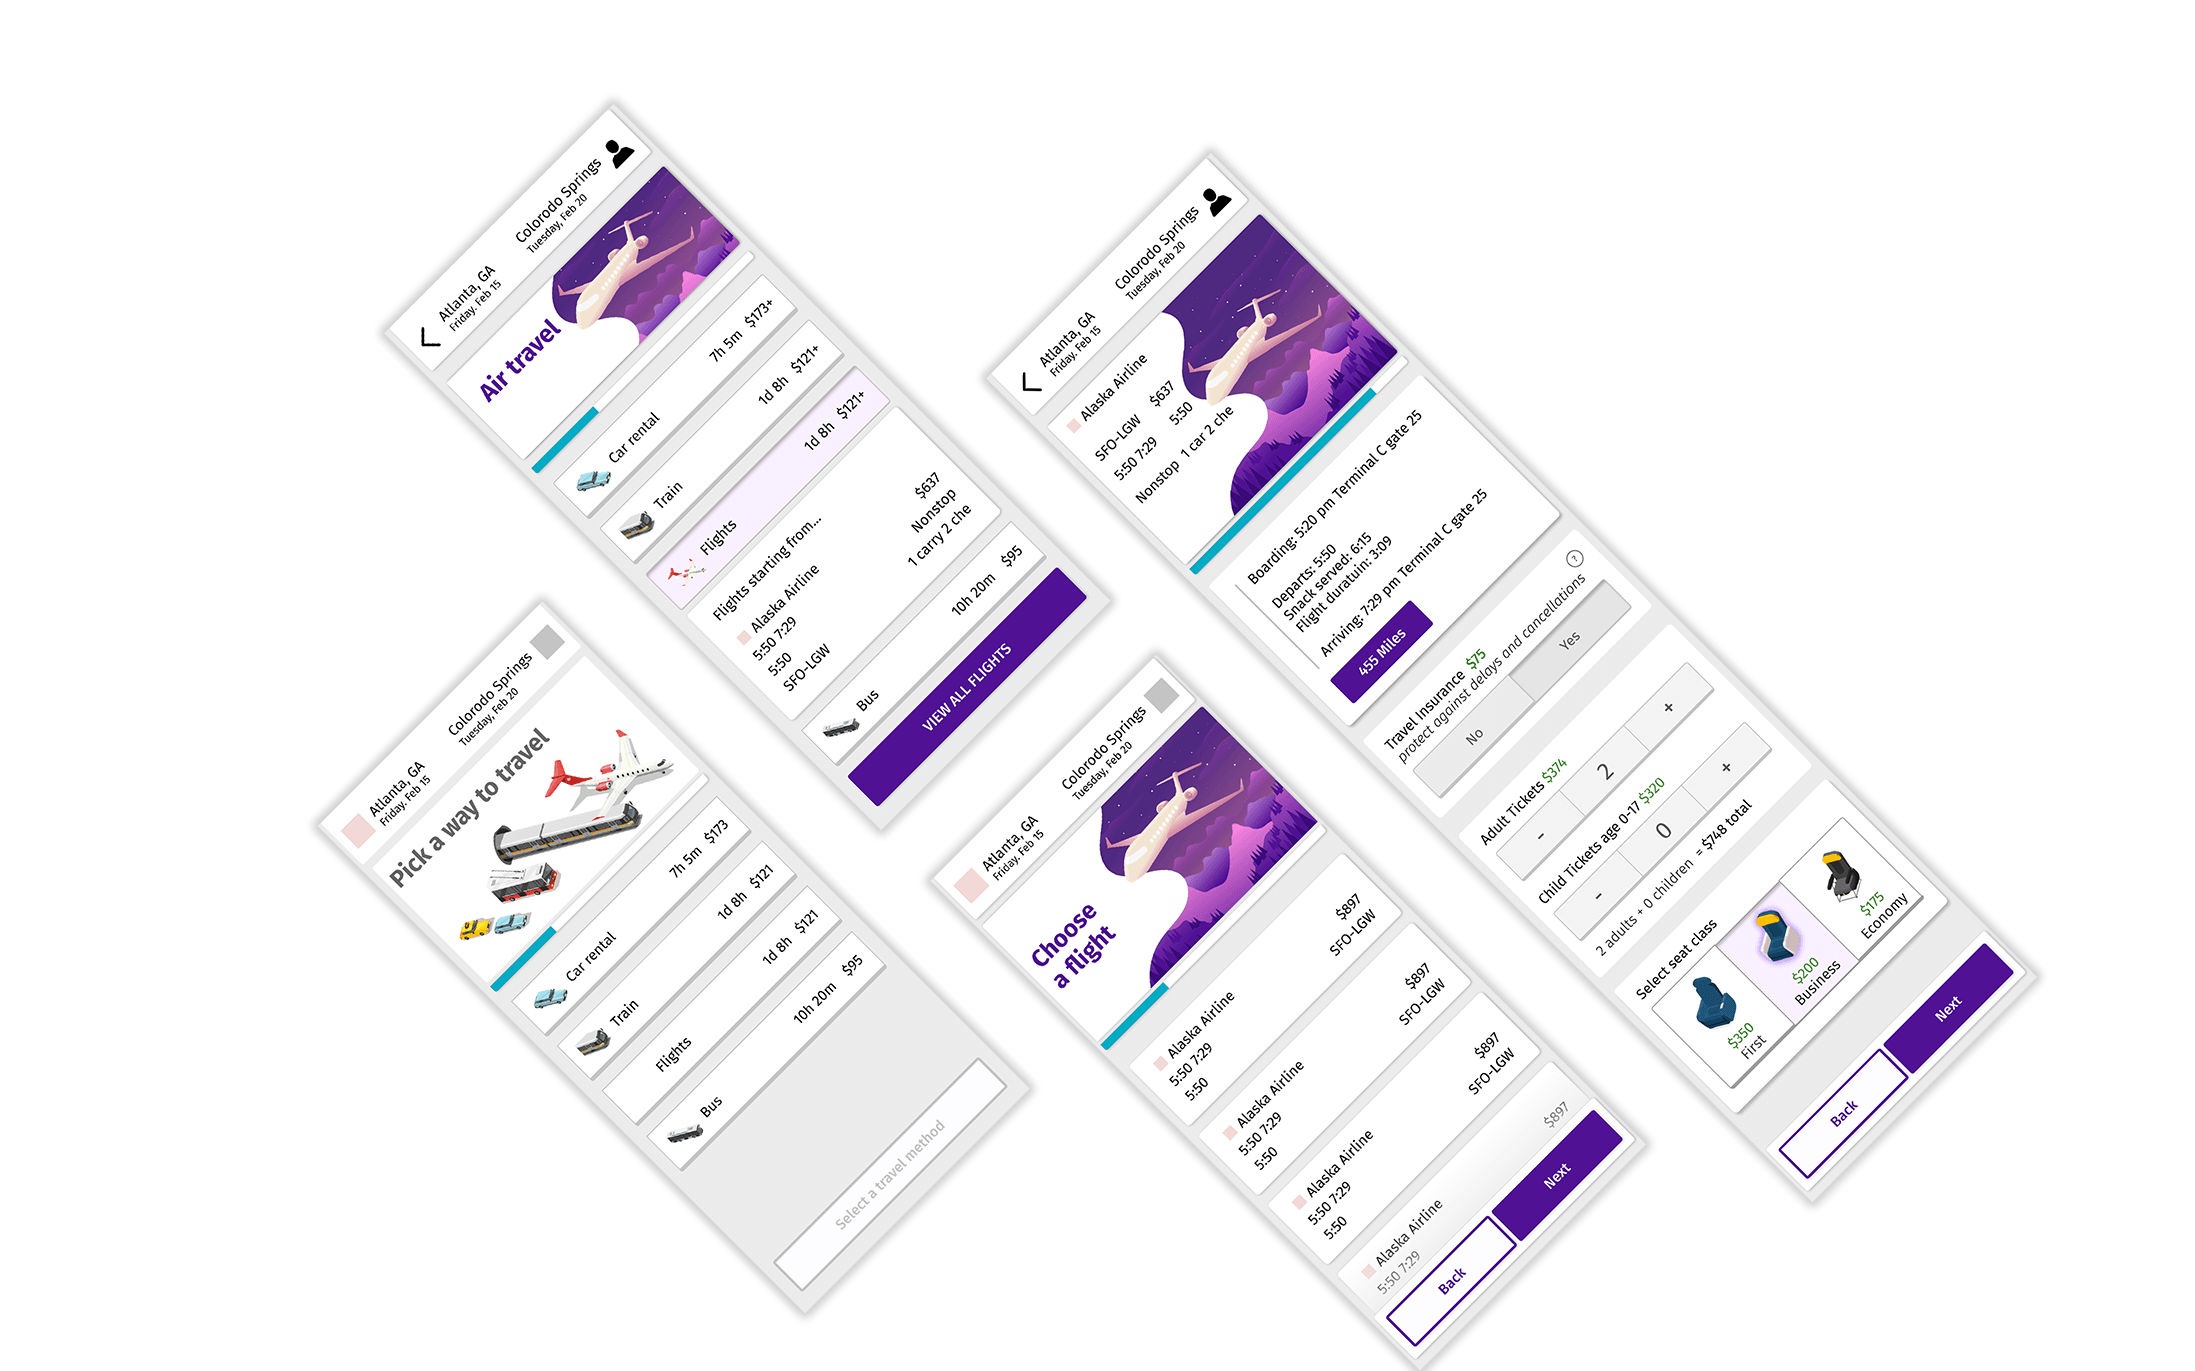 Atlanta, GA
Friday. Feb 15
Colorodo Springs
Tuesday, Feb 20
Air travel
Car rental 7h 5m $173+
Train 1d 8h $121+
Flights 1d 8h $121+
Flights starting from...
Alaska Airline $637
5:50 7:29 Nonstop
5:50 1 carry 2 che
SFO-LGW
Bus 10h 20m $95
VIEW ALL FLIGHTS
Atlanta, GA
Friday. Feb 15
Colorodo Springs
Tuesday, Feb 20
Alaska Airline
SFO-LGW $637
5:50 7:29 5:50
Nonstop 1 car 2 che
Boarding: 5:20 pm Terminal C gate 25
Departs: 5:50
Snack served: 6:15
Flight duratuin: 3:09
Arriving: 7:29 pm Terminal C gate 25
455 Miles
Travel Insurance $75 ?
protect against delays and cancellations
No Yes
Adult Tickets $374
- 2 +
Child Tickets age 0-17 $320
- 0 +
2 adults + 0 children = $748 total
Select seat class
$350 $200 $175
First Business Economy
Back Next
Atlanta, GA
Friday. Feb 15
Colorodo Springs
Tuesday, Feb 20
Pick a way to travel
Car rental 7h 5m $173
Train 1d 8h $121
Flights 1d 8h $121
Bus 10h 20m $95
Select a travel method
Atlanta, GA
Friday. Feb 15
Colorodo Springs
Tuesday, Feb 20
Choose
a flight
Alaska Airline $897
5:50 7:29 SFO-LGW
5:50
Alaska Airline $897
5:50 7:29 SFO-LGW
5:50
Alaska Airline $897
5:50 7:29 SFO-LGW
5:50
Alaska Airline $897
5:50 7:29
Back Next